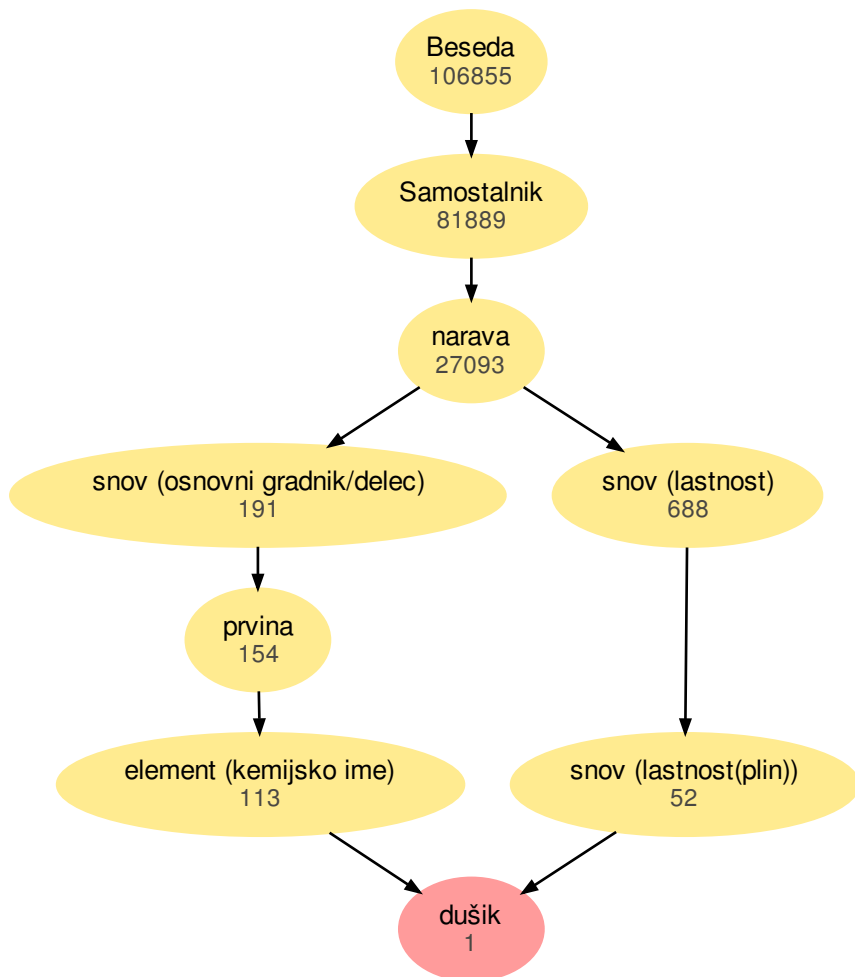 Beseda
106855
Samostalnik
81889
narava
27093
snov (osnovni gradnik/delec)
191
snov (lastnost)
688
prvina
154
element (kemijsko ime)
113
snov (lastnost(plin))
52
dušik
1